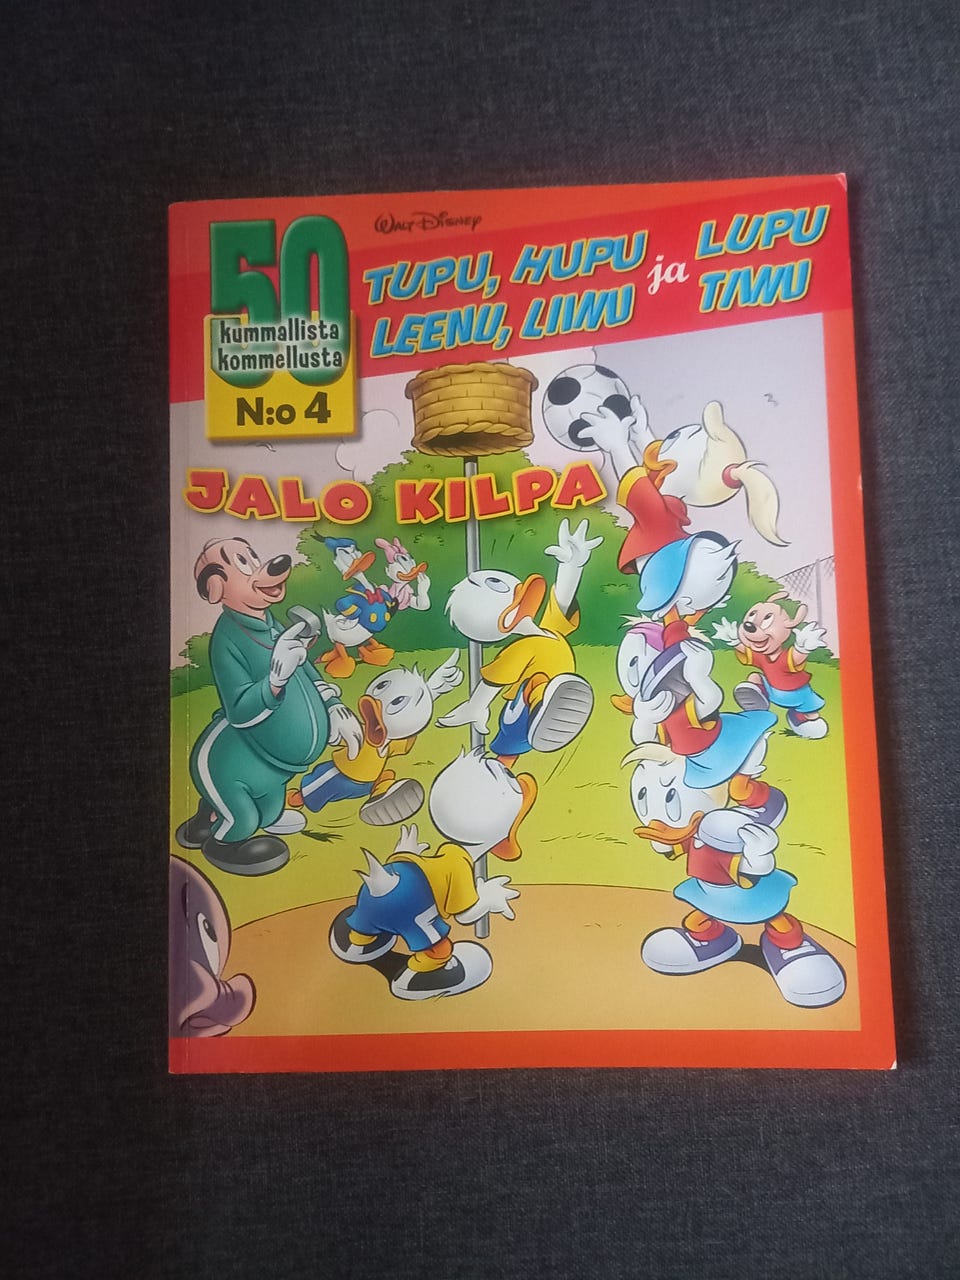 50
kummallista
kommellusta
N:o 4
WALT DISNEY
TUPU, HUPU ja LUPU
LEENU, LIINU TIINU
JALO KILPA